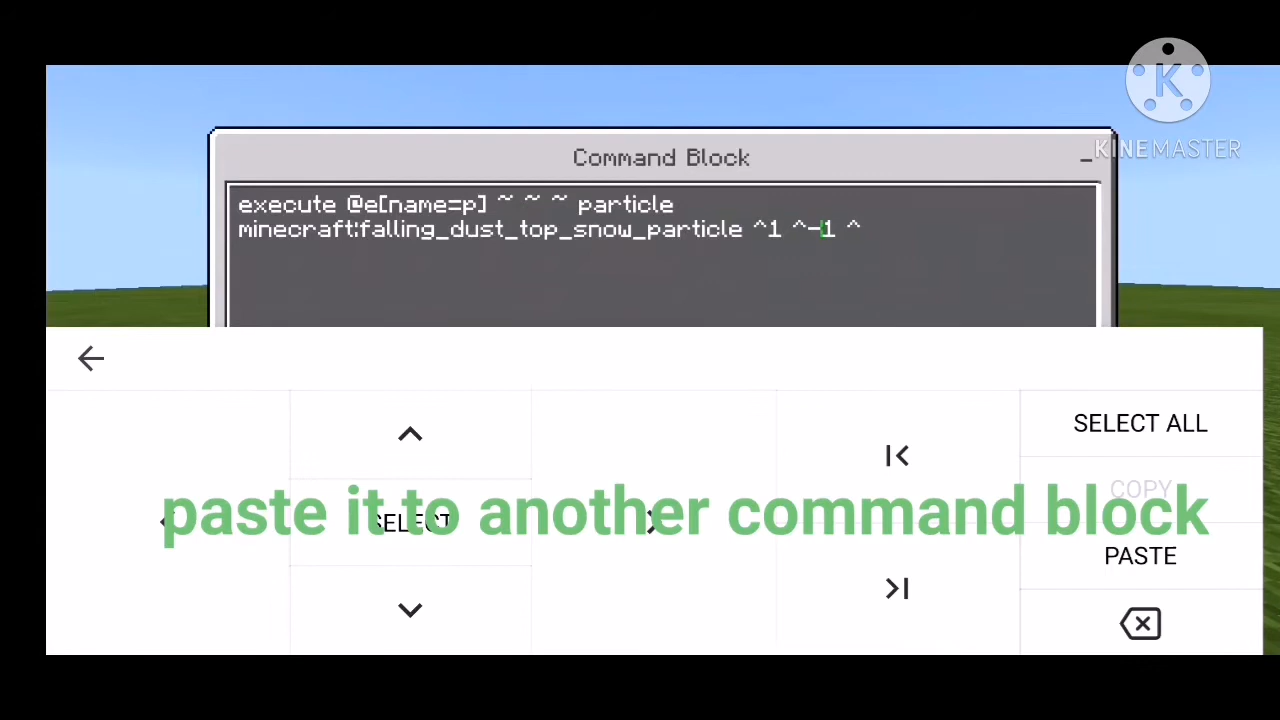 K
KINEMASTER
Command Block
execute @e[name=p] ~ ~ ~ particle
minecraft:falling_dust_top_snow_particle ^1 ^-1 ^
SELECT ALL
COPY
paste it to another command block
SELECT
PASTE